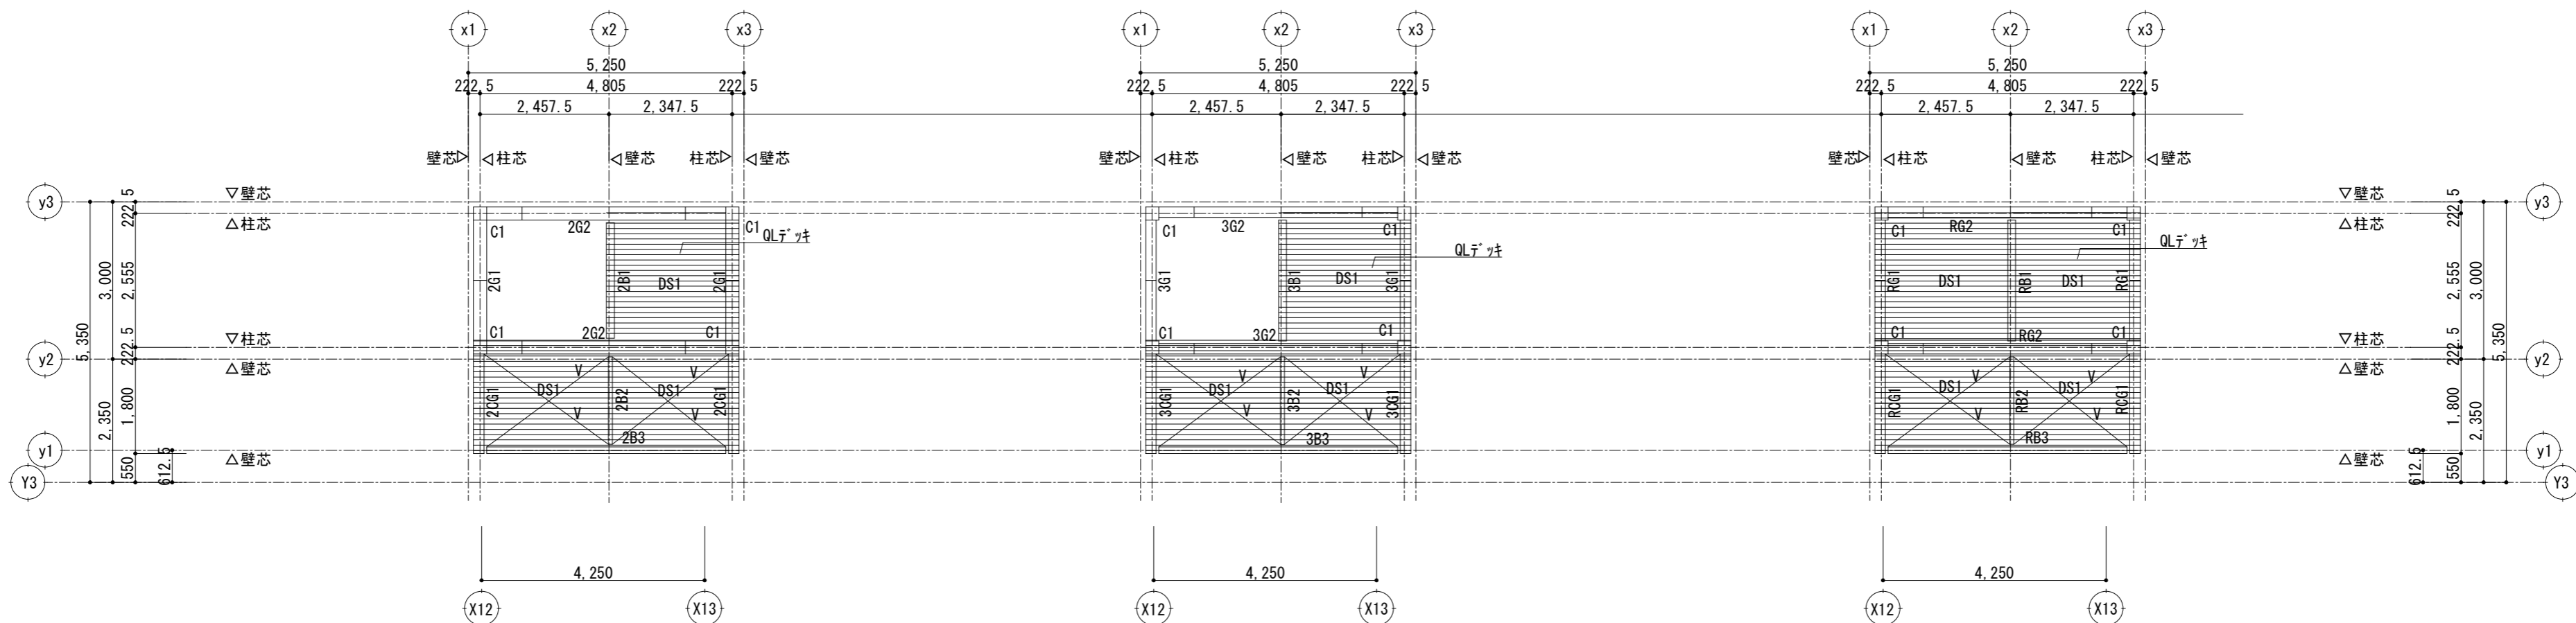 x1 x2 x3 x1 x2 x3 x1 x2 x3
5,250 5,250 5,250
222.5 4,805 222.5 222.5 4,805 222.5 222.5 4,805 222.5
2,457.5 2,347.5 2,457.5 2,347.5 2,457.5 2,347.5
壁芯▷ ◁柱芯 ◁壁芯 柱芯▷ ◁壁芯 壁芯▷ ◁柱芯 ◁壁芯 柱芯▷ ◁壁芯 壁芯▷ ◁柱芯 ◁壁芯 柱芯▷ ◁壁芯
y3 222.5 ▽壁芯 ▽壁芯 222.5 y3
△柱芯 △柱芯
C1 2G2 C1 QLデッキ C1 3G2 C1 QLデッキ C1 RG2 C1 QLデッキ
5,350 3,000 2,555 2G1 2B1 DS1 2G1 3G1 3B1 DS1 3G1 RG1 DS1 RB1 DS1 RG1 2,555 3,000 5,350
▽柱芯 C1 2G2 C1 C1 3G2 C1 C1 RG2 C1 ▽柱芯
y2 222.5 △壁芯 △壁芯 222.5 y2
V V V V V V
2,350 1,800 2CG1 DS1 2B2 DS1 2CG1 3CG1 DS1 3B2 DS1 3CG1 RCG1 DS1 RB2 DS1 RCG1 1,800 2,350
V V V V V V
2B3 3B3 RB3
y1 550 612.5 △壁芯 △壁芯 612.5 550 y1
Y3 Y3
4,250 4,250 4,250
X12 X13 X12 X13 X12 X13